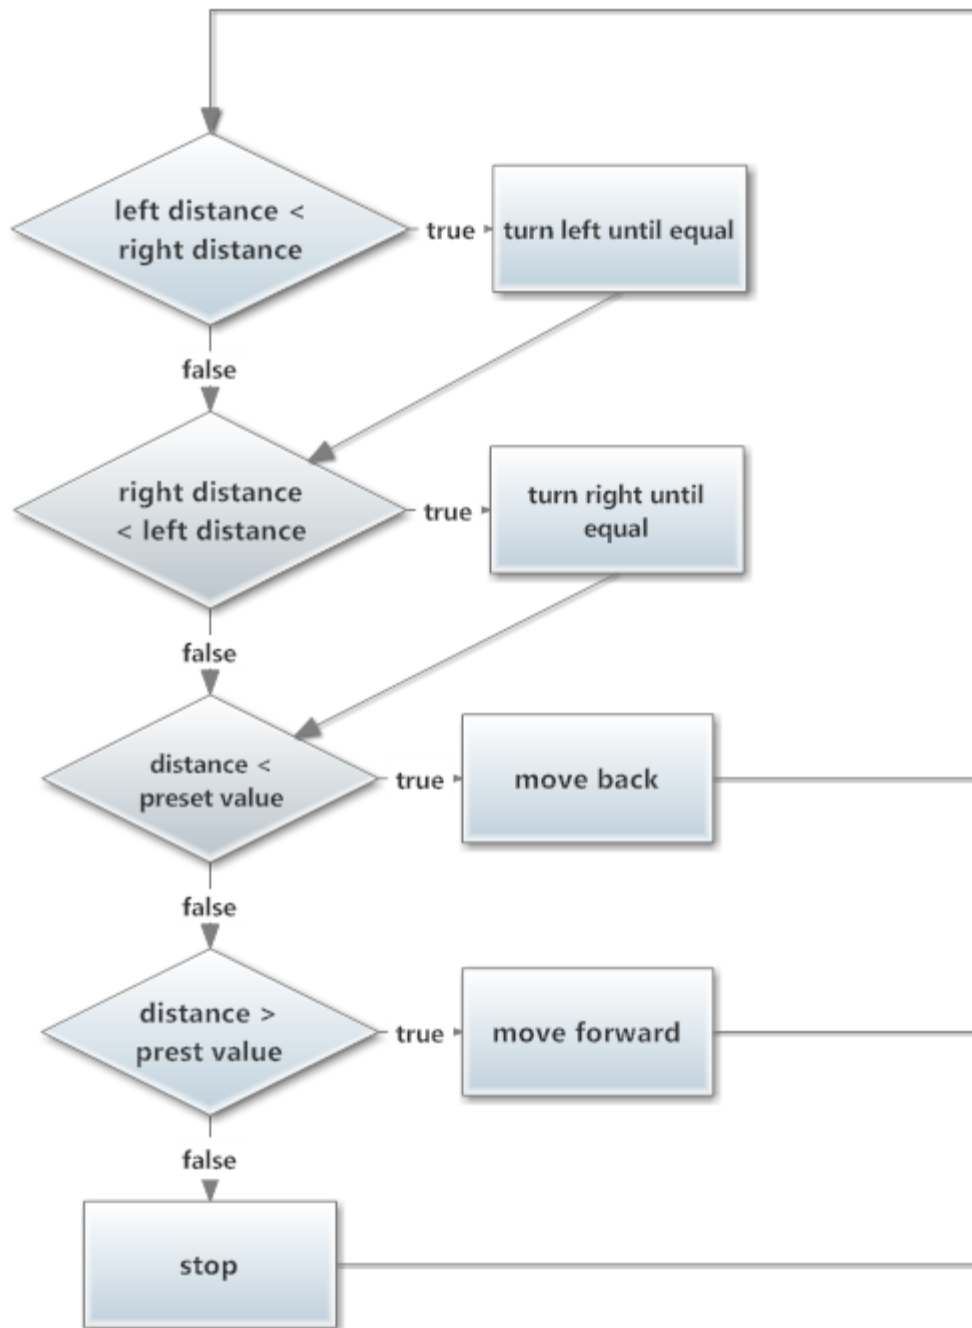 left distance <
right distance
true
turn left until equal
false
right distance
< left distance
true
turn right until
equal
false
distance <
preset value
true
move back
false
distance >
prest value
true
move forward
false
stop